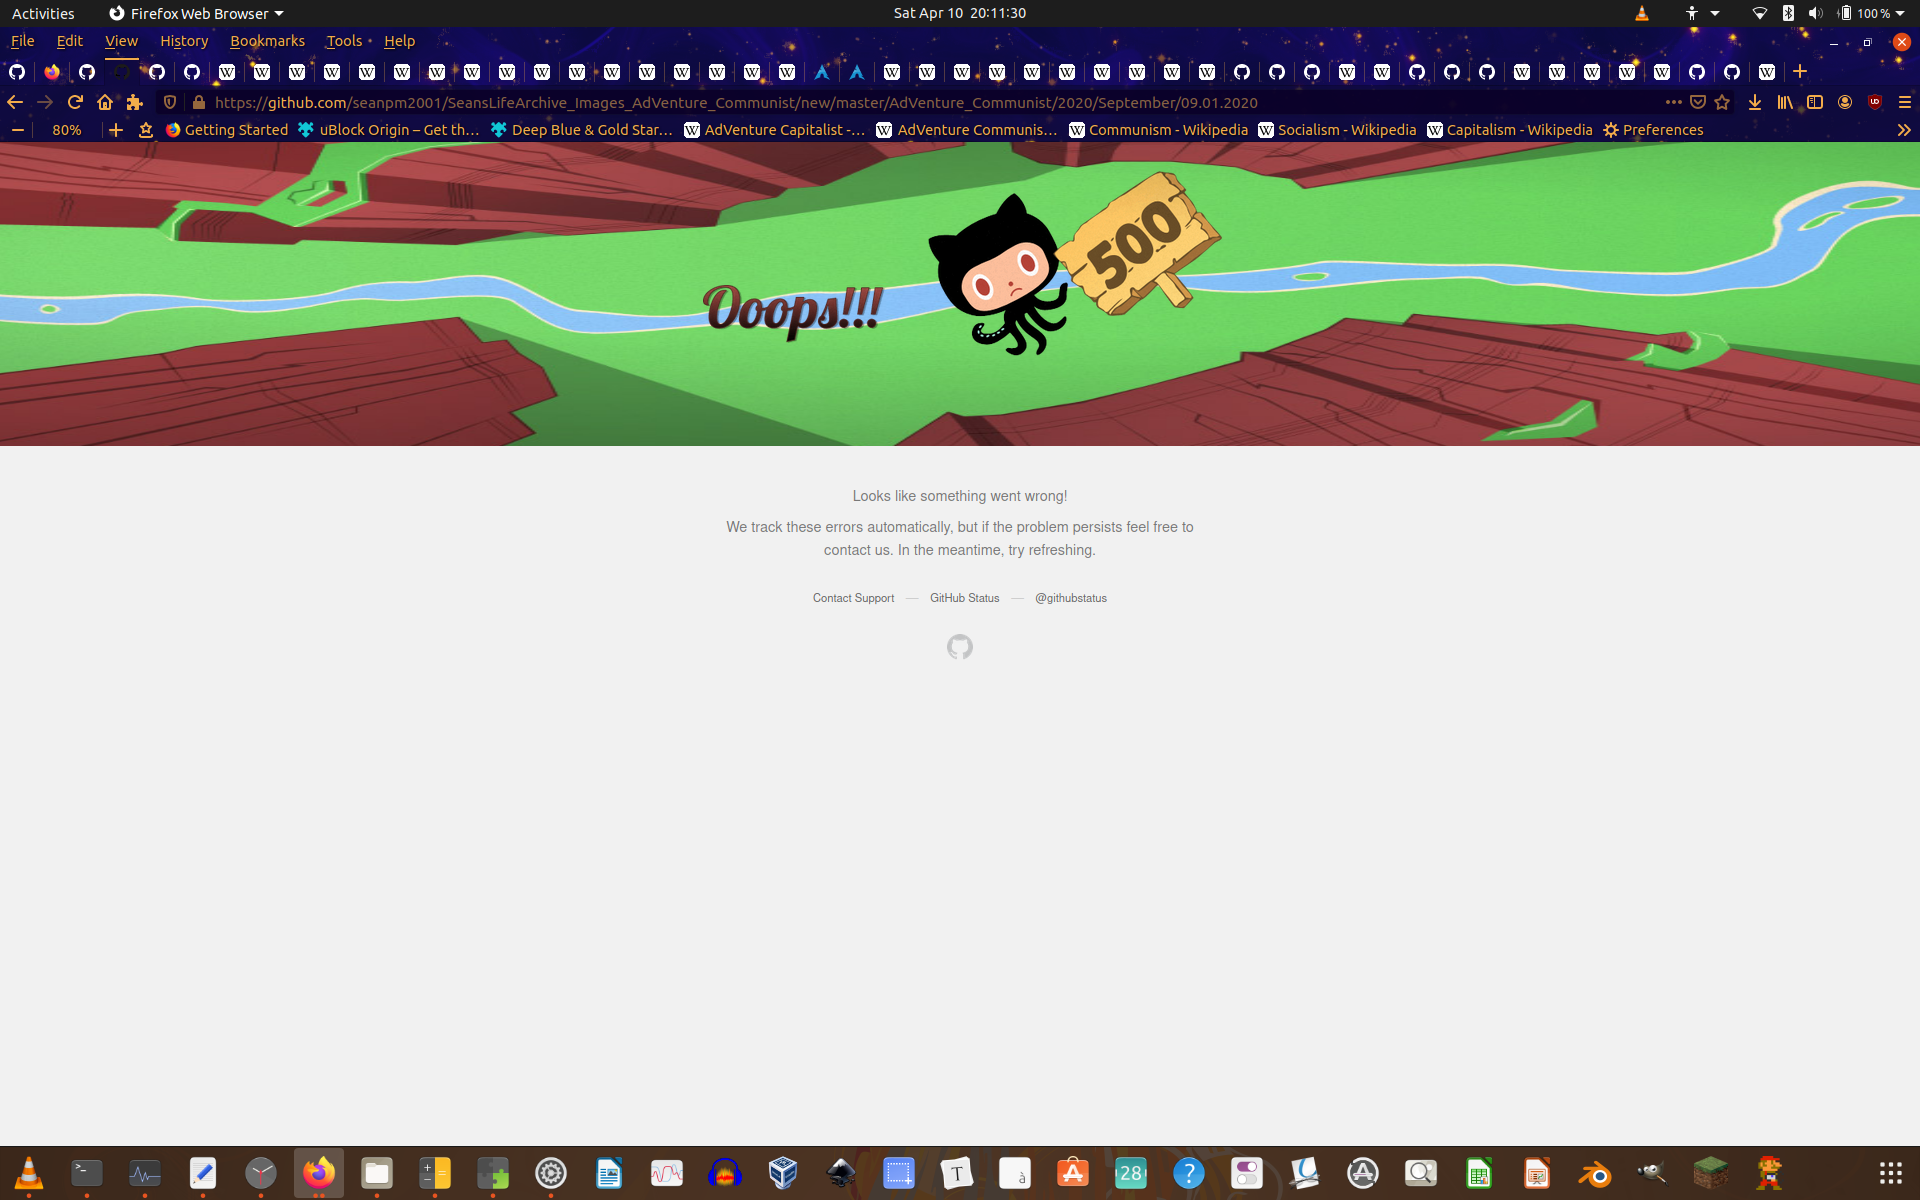 Activities Firefox Web Browser Sat Apr 10 20:11:30 100 %
File Edit View History Bookmarks Tools Help
https://github.com/seanpm2001/SeansLifeArchive_Images_AdVenture_Communist/new/master/AdVenture_Communist/2020/September/09.01.2020
80% Getting Started uBlock Origin – Get th… Deep Blue & Gold Star… AdVenture Capitalist -… AdVenture Communis… Communism - Wikipedia Socialism - Wikipedia Capitalism - Wikipedia Preferences
500
Ooops!!!
Looks like something went wrong!
We track these errors automatically, but if the problem persists feel free to
contact us. In the meantime, try refreshing.
Contact Support — GitHub Status — @githubstatus
28